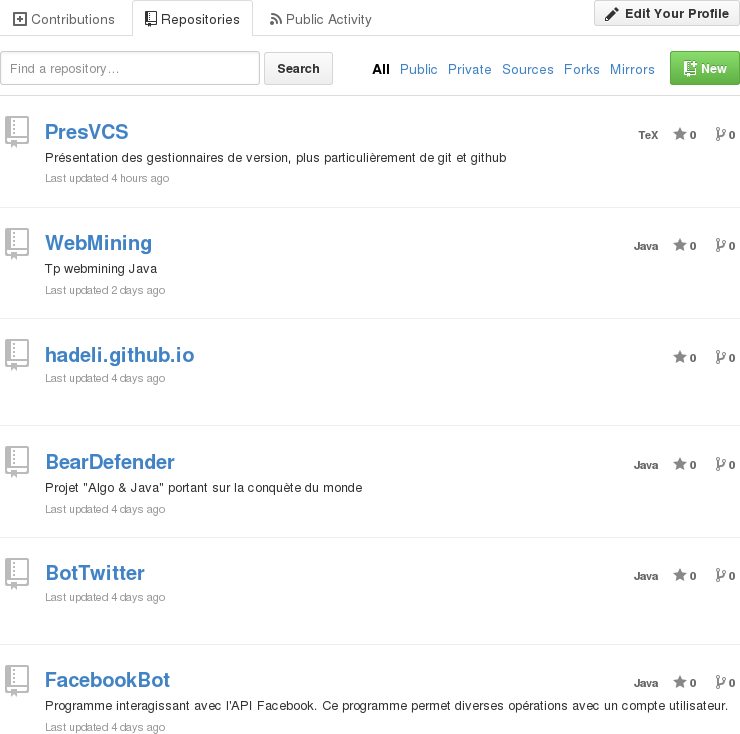 Contributions Repositories Public Activity Edit Your Profile
Find a repository... Search All Public Private Sources Forks Mirrors New
PresVCS TeX 0 0
Présentation des gestionnaires de version, plus particulièrement de git et github
Last updated 4 hours ago
WebMining Java 0 0
Tp webmining Java
Last updated 2 days ago
hadeli.github.io 0 0
Last updated 4 days ago
BearDefender Java 0 0
Projet "Algo & Java" portant sur la conquète du monde
Last updated 4 days ago
BotTwitter Java 0 0
Last updated 4 days ago
FacebookBot Java 0 0
Programme interagissant avec l'API Facebook. Ce programme permet diverses opérations avec un compte utilisateur.
Last updated 4 days ago